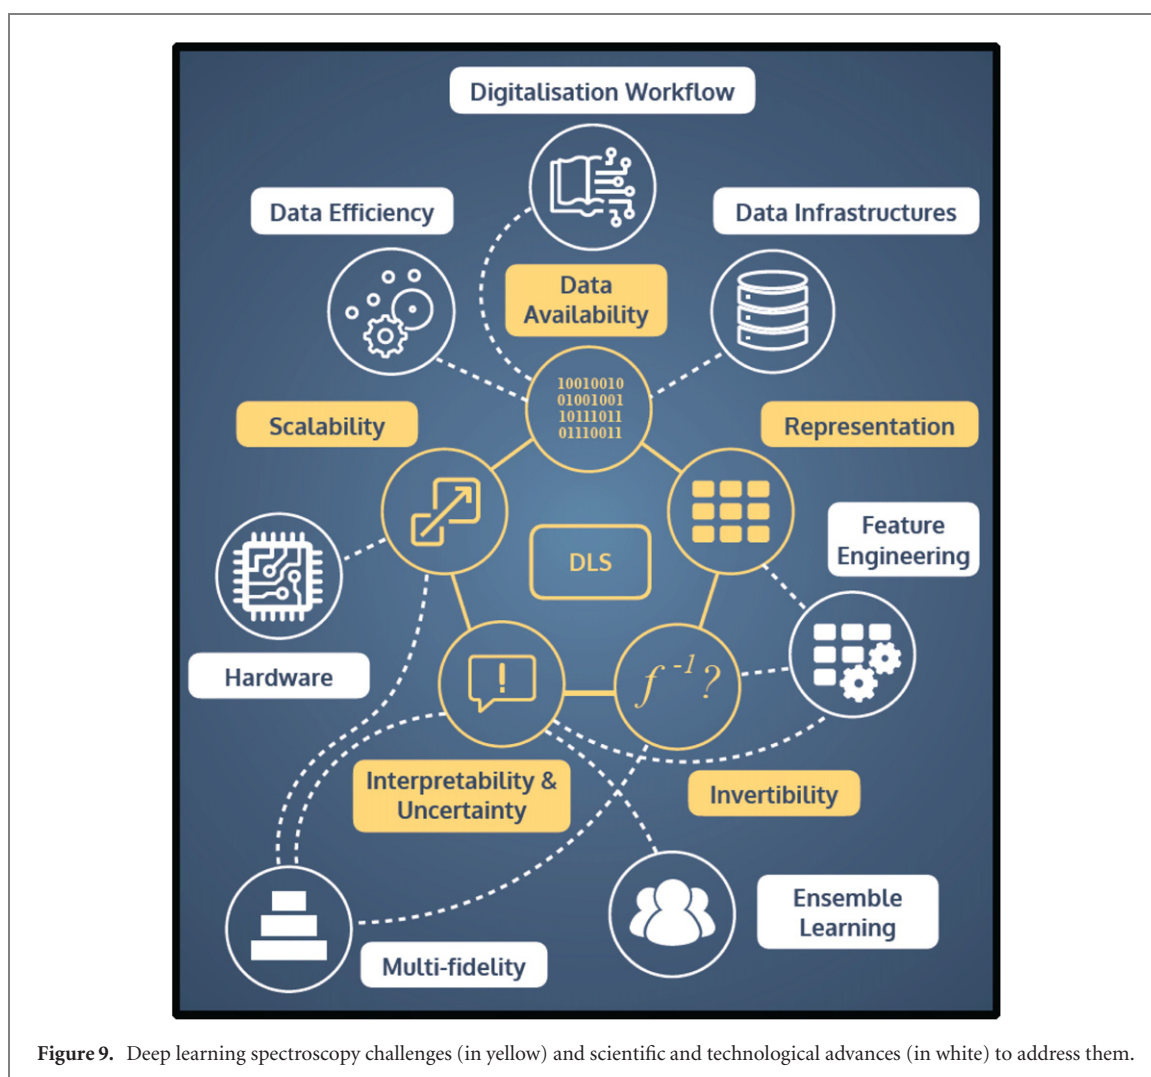 Digitalisation Workflow
Data Efficiency
Data Infrastructures
Data
Availability
10010010
01001001
10111011
01110011
Scalability
Representation
Feature
Engineering
DLS
Hardware
f⁻¹?
Interpretability &
Uncertainty
Invertibility
Ensemble
Learning
Multi-fidelity
Figure 9. Deep learning spectroscopy challenges (in yellow) and scientific and technological advances (in white) to address them.